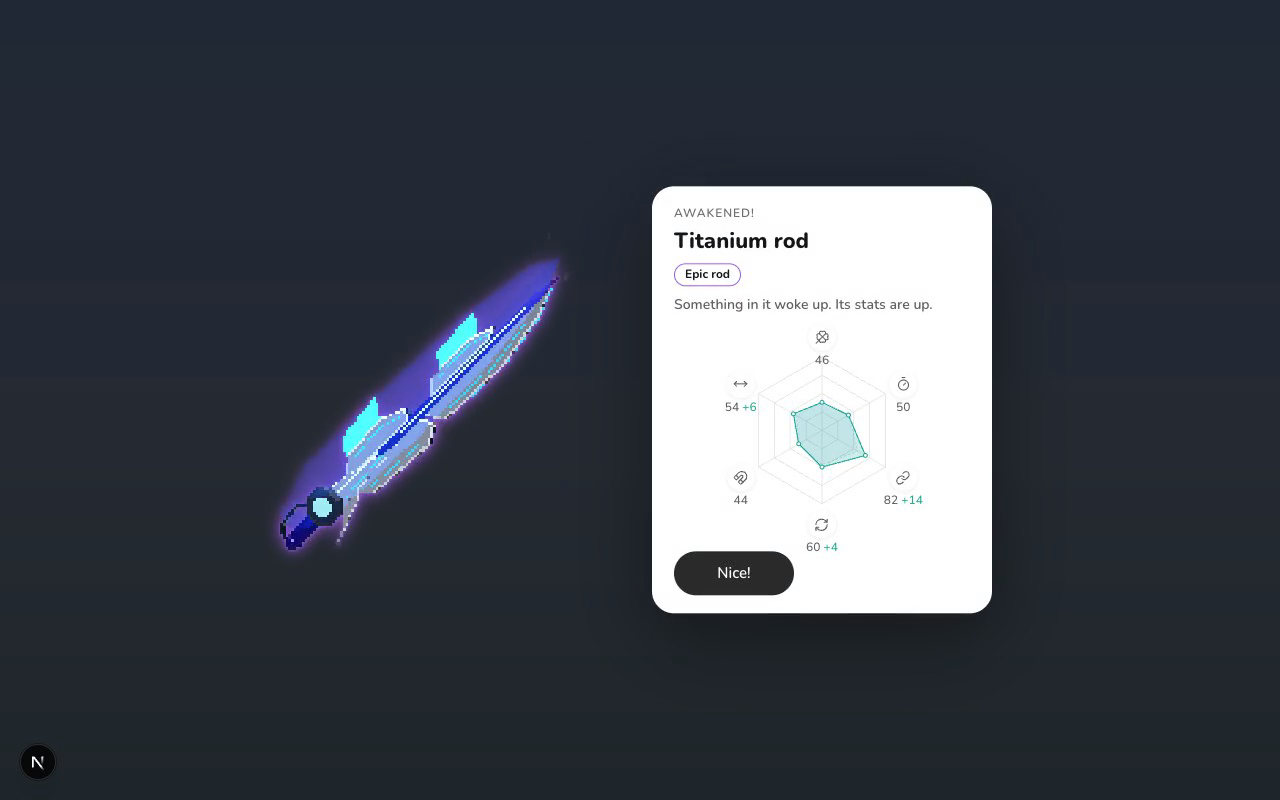 AWAKENED!
Titanium rod
Epic rod
Something in it woke up. Its stats are up.
46
54 +6
50
44
82 +14
60 +4
Nice!
N